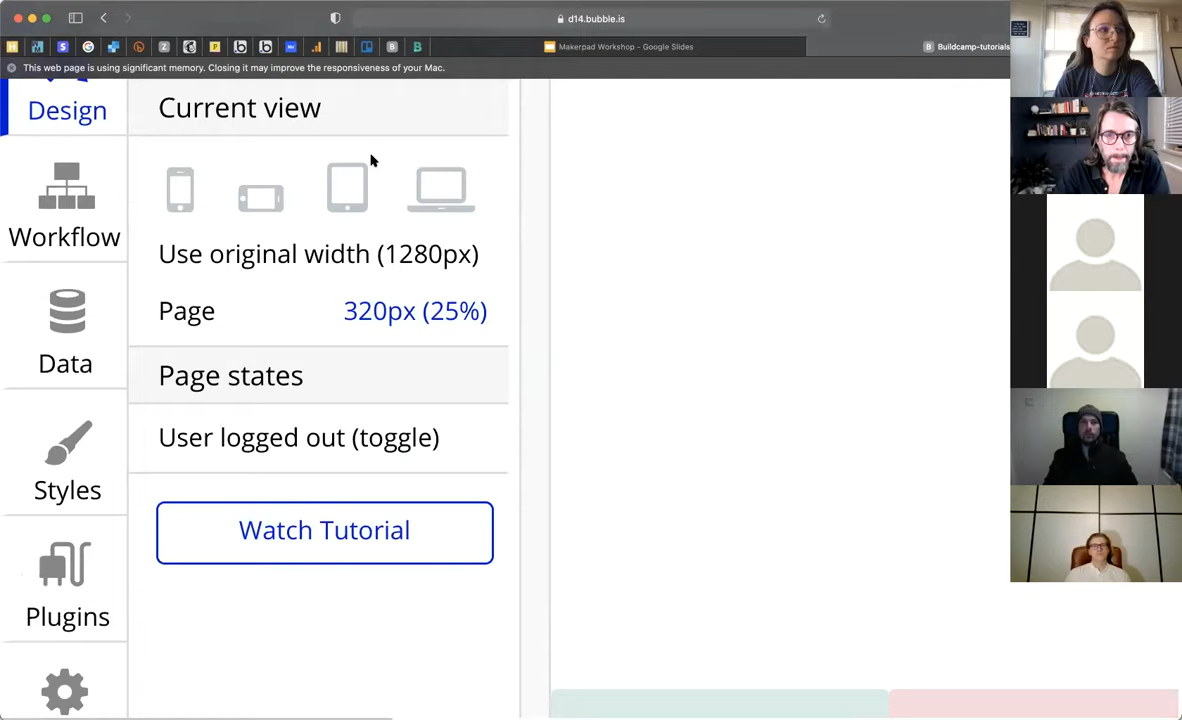 d14.bubble.is
Makerpad Workshop - Google Slides
Buildcamp-tutorials
This web page is using significant memory. Closing it may improve the responsiveness of your Mac.
Design
Current view
Workflow
Use original width (1280px)
Page 320px (25%)
Data
Page states
User logged out (toggle)
Styles
Watch Tutorial
Plugins